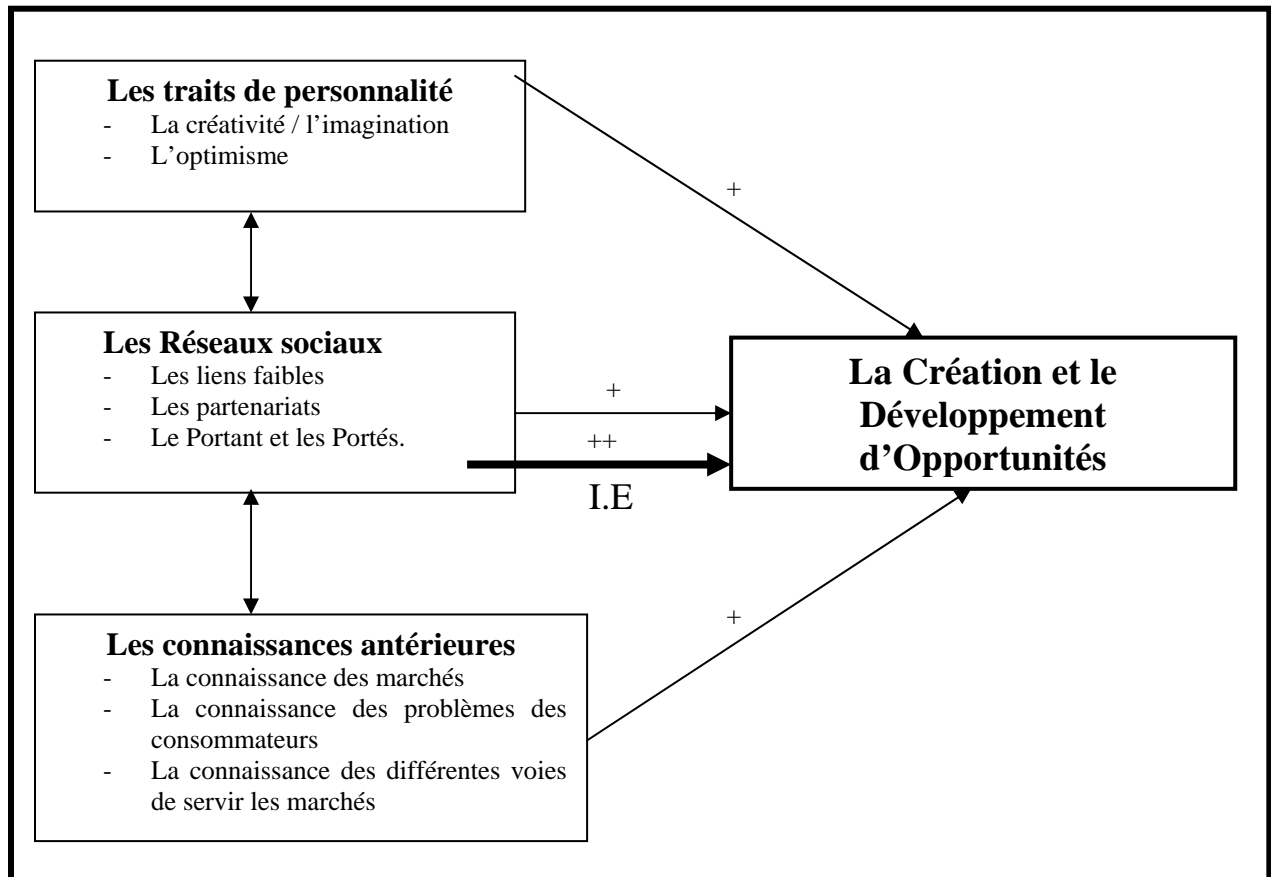 Les traits de personnalité
- La créativité / l’imagination
- L’optimisme
+
Les Réseaux sociaux
- Les liens faibles
- Les partenariats
- Le Portant et les Portés.
+
++
I.E
La Création et le
Développement
d’Opportunités
Les connaissances antérieures
- La connaissance des marchés
- La connaissance des problèmes des
consommateurs
- La connaissance des différentes voies
de servir les marchés
+